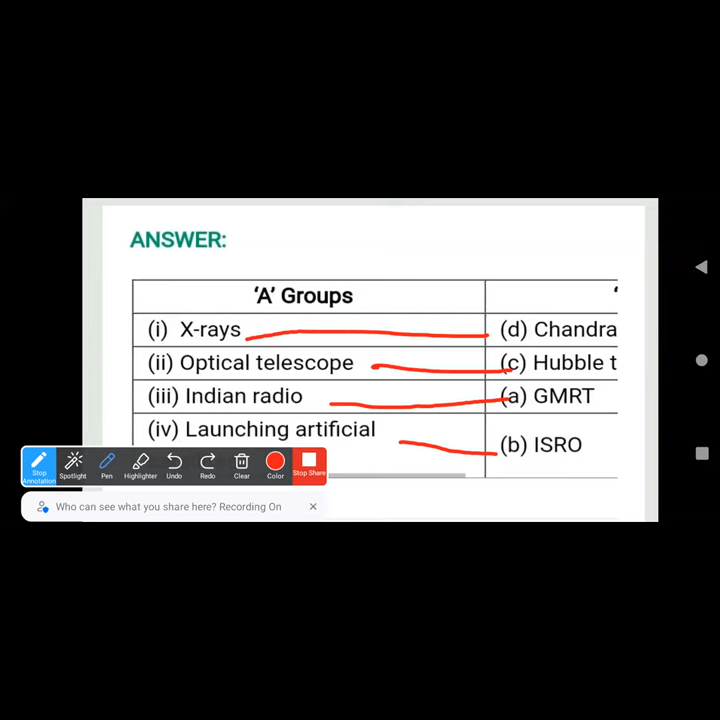 ANSWER:
‘A’ Groups ‘
(i) X-rays (d) Chandra
(ii) Optical telescope (c) Hubble t
(iii) Indian radio (a) GMRT
(iv) Launching artificial
(b) ISRO
Stop Annotation Spotlight Pen Highlighter Undo Redo Clear Color Stop Share
Who can see what you share here? Recording On